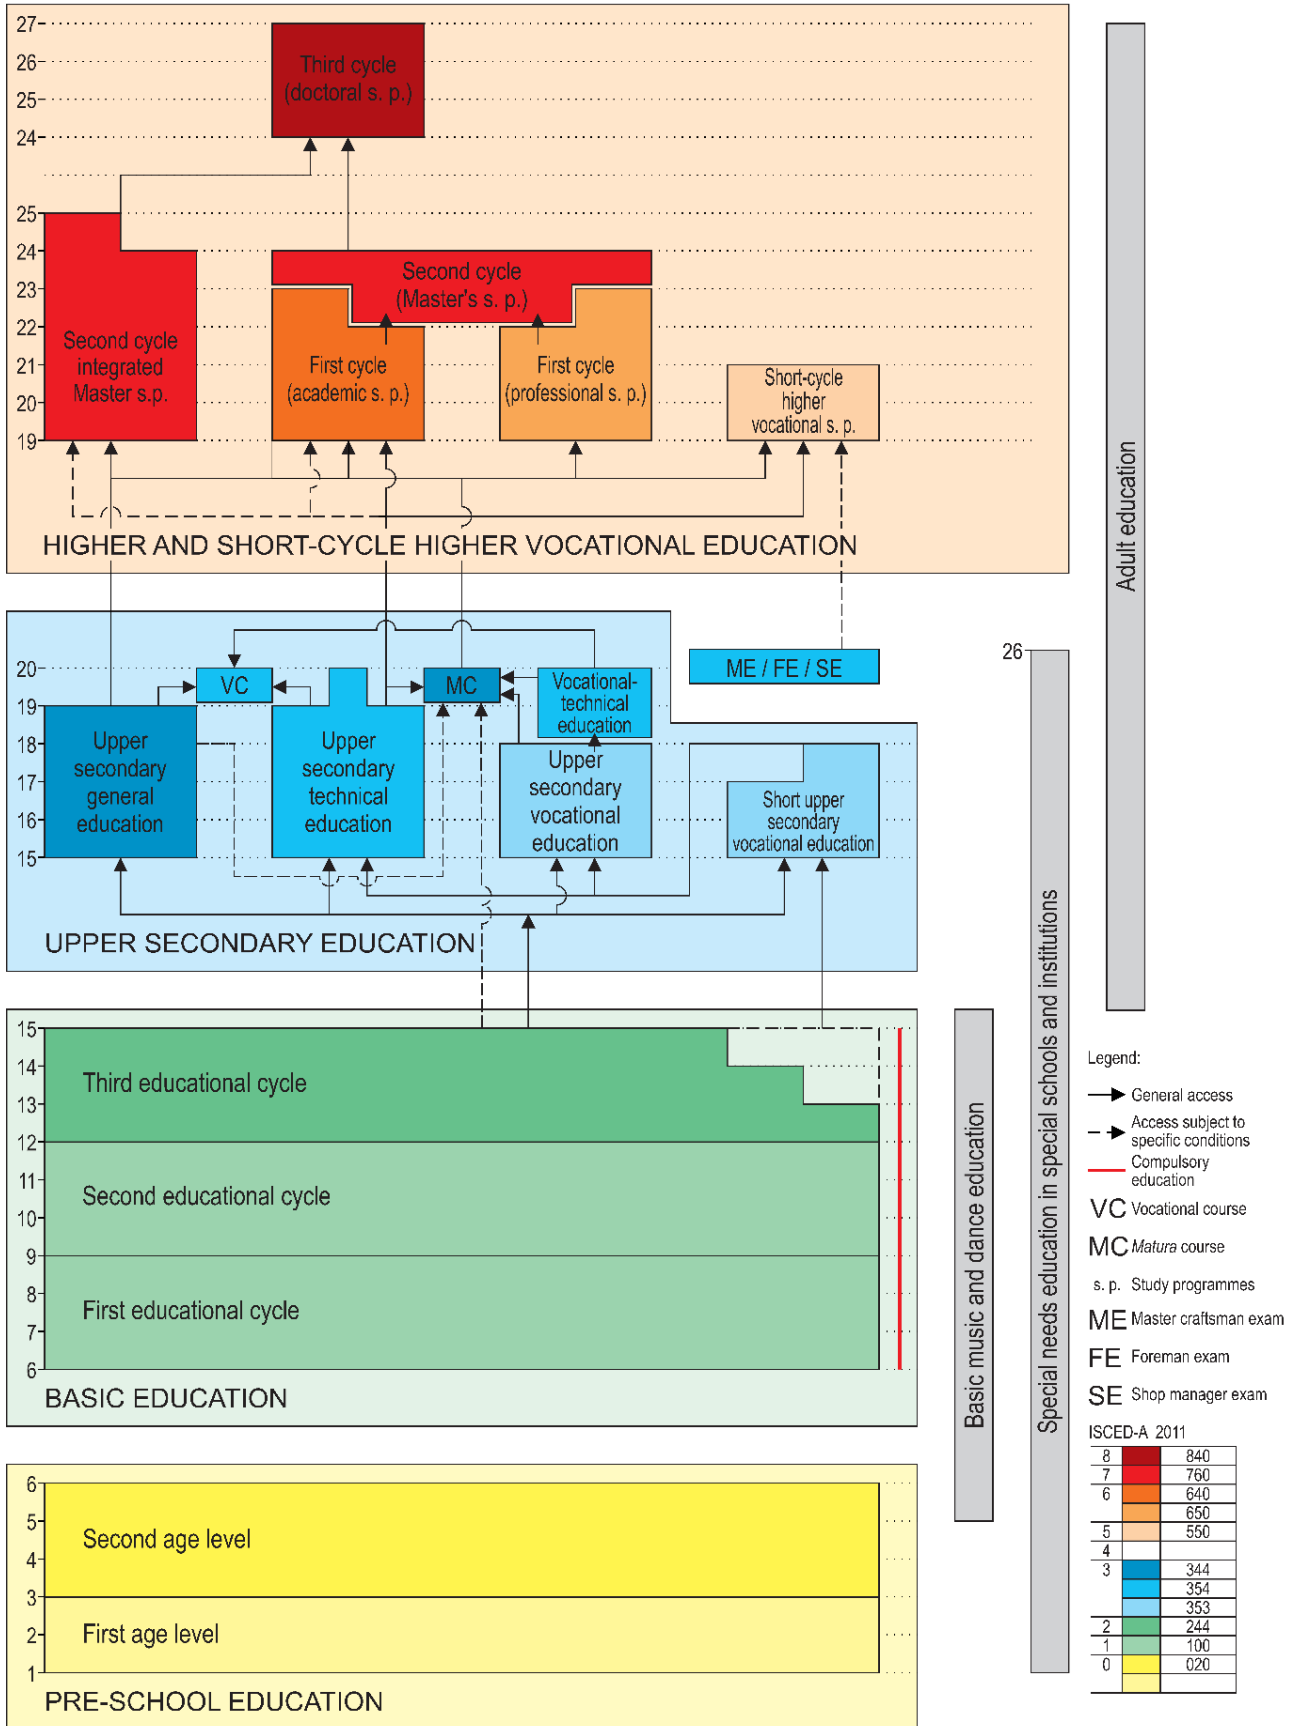 27
26
25
24
25
24
23
22
21
20
19
Third cycle
(doctoral s. p.)
Second cycle
(Master's s. p.)
Second cycle
integrated
Master s.p.
First cycle
(academic s. p.)
First cycle
(professional s. p.)
Short-cycle
higher
vocational s. p.
HIGHER AND SHORT-CYCLE HIGHER VOCATIONAL EDUCATION
20
19
18
17
16
15
VC
MC
Vocational-
technical
education
ME / FE / SE
Upper
secondary
general
education
Upper
secondary
technical
education
Upper
secondary
vocational
education
Short upper
secondary
vocational education
UPPER SECONDARY EDUCATION
15
14
13
12
11
10
9
8
7
6
Third educational cycle
Second educational cycle
First educational cycle
BASIC EDUCATION
6
5
4
3
2
1
Second age level
First age level
PRE-SCHOOL EDUCATION
Basic music and dance education
26
Special needs education in special schools and institutions
Adult education
Legend:
General access
Access subject to
specific conditions
Compulsory
education
VC Vocational course
MC Matura course
s. p. Study programmes
ME Master craftsman exam
FE Foreman exam
SE Shop manager exam
ISCED-A 2011
8 840
7 760
6 640
650
5 550
4
3 344
354
353
2 244
1 100
0 020